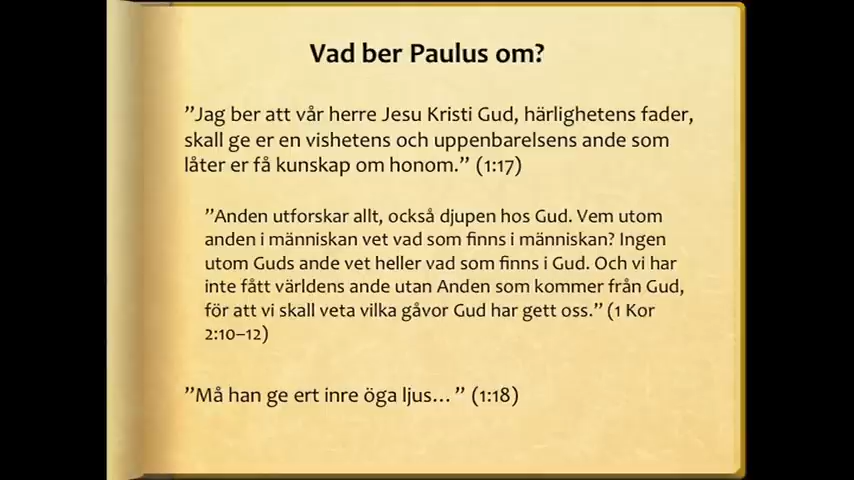 Vad ber Paulus om?
”Jag ber att vår herre Jesu Kristi Gud, härlighetens fader,
skall ge er en vishetens och uppenbarelsens ande som
låter er få kunskap om honom.” (1:17)
”Anden utforskar allt, också djupen hos Gud. Vem utom
anden i människan vet vad som finns i människan? Ingen
utom Guds ande vet heller vad som finns i Gud. Och vi har
inte fått världens ande utan Anden som kommer från Gud,
för att vi skall veta vilka gåvor Gud har gett oss.” (1 Kor
2:10–12)
”Må han ge ert inre öga ljus… ” (1:18)